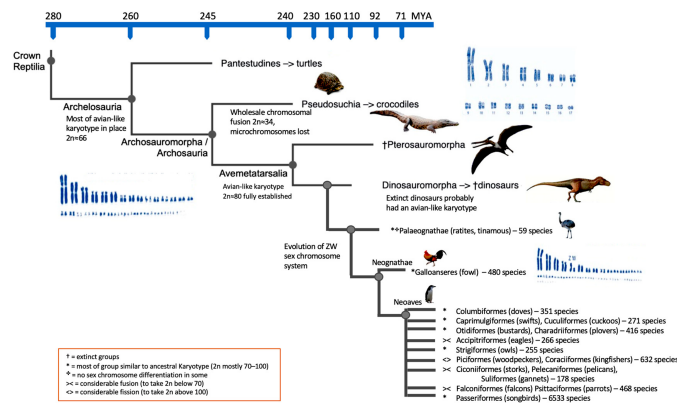 280 260 245 240 230 160 110 92 71 MYA
Crown
Reptilia
Pantestudines –> turtles
Archelosauria
Most of avian-like
karyotype in place
2n=66
Pseudosuchia –> crocodiles
Wholesale chromosomal
fusion 2n=34,
microchromosomes lost
Archosauromorpha /
Archosauria
†Pterosauromorpha
Avemetatarsalia
Avian-like karyotype
2n=80 fully established
Dinosauromorpha –> †dinosaurs
Extinct dinosaurs probably
had an avian-like karyotype
*✧Palaeognathae (ratites, tinamous) – 59 species
Evolution of ZW
sex chromosome
system
Neognathae
*Galloanseres (fowl) – 480 species
Neoaves
* Columbiformes (doves) – 351 species
* Caprimulgiformes (swifts), Cuculiformes (cuckoos) – 271 species
* Otidiformes (bustards), Charadriiformes (plovers) – 416 species
>< Accipitriformes (eagles) – 266 species
* Strigiformes (owls) – 255 species
<> Piciformes (woodpeckers), Coraciiformes (kingfishers) – 632 species
>< Ciconiiformes (storks), Pelecaniformes (pelicans),
Suliformes (gannets) – 178 species
>< Falconiformes (falcons) Psittaciformes (parrots) – 468 species
* Passeriformes (songbirds) – 6533 species
† = extinct groups
* = most of group similar to ancestral Karyotype (2n mostly 70–100)
✧ = no sex chromosome differentiation in some
>< = considerable fusion (to take 2n below 70)
<> = considerable fission (to take 2n above 100)